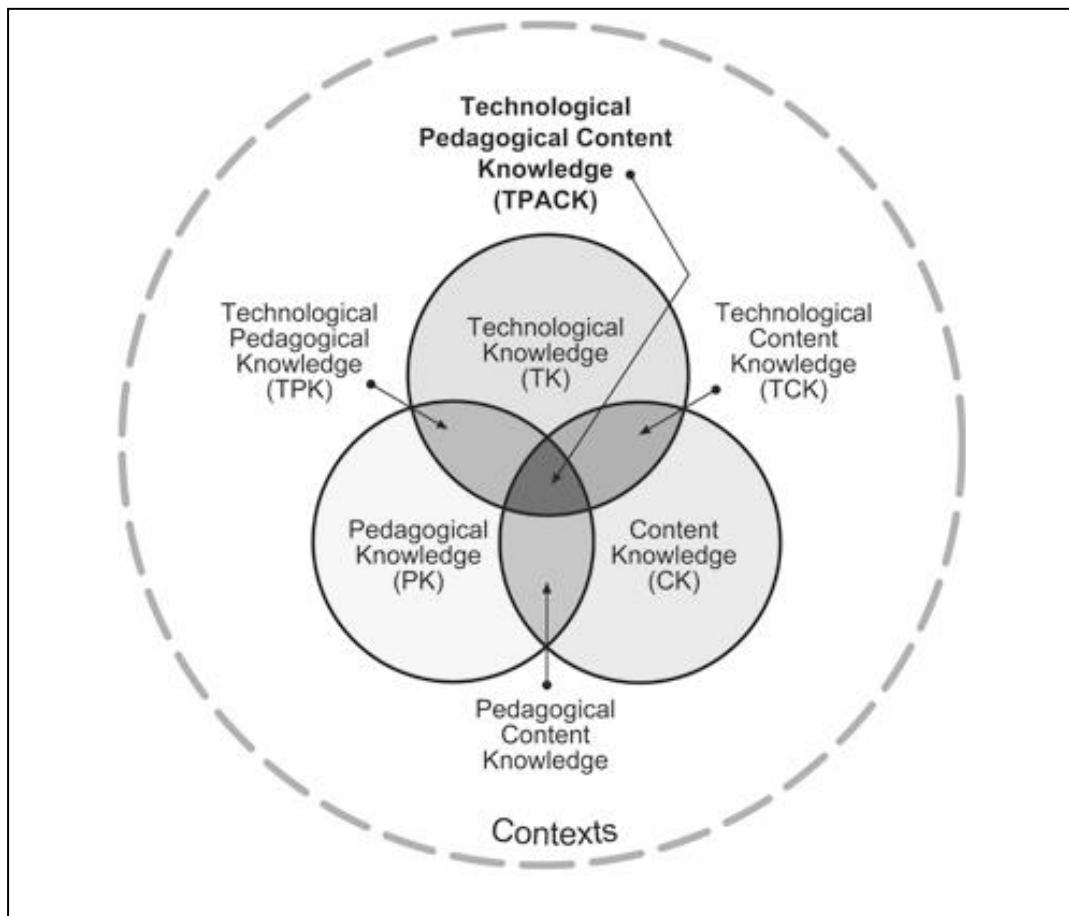 Technological
Pedagogical Content
Knowledge
(TPACK)
Technological
Pedagogical
Knowledge
(TPK)
Technological
Knowledge
(TK)
Technological
Content
Knowledge
(TCK)
Pedagogical
Knowledge
(PK)
Content
Knowledge
(CK)
Pedagogical
Content
Knowledge
Contexts